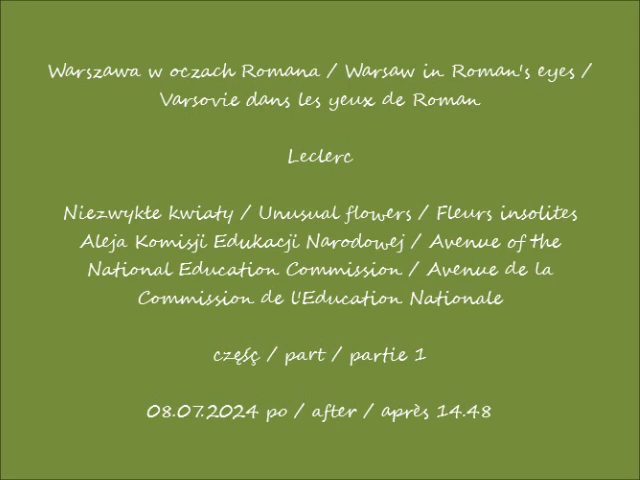 Warszawa w oczach Romana / Warsaw in Roman's eyes /
Varsovie dans les yeux de Roman
Leclerc
Niezwykłe kwiaty / Unusual flowers / Fleurs insolites
Aleja Komisji Edukacji Narodowej / Avenue of the
National Education Commission / Avenue de la
Commission de l'Education Nationale
częśç / part / partie 1
08.07.2024 po / after / après 14.48